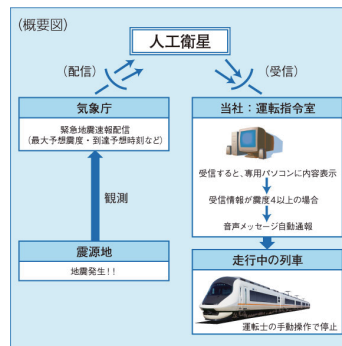 (概要図)
人工衛星
(配信)
(受信)
気象庁
緊急地震速報配信
(最大予想震度・到達予想時刻など)
観測
震源地
地震発生!!
当社:運転指令室
受信すると、専用パソコンに内容表示
受信情報が震度4以上の場合
音声メッセージ自動通報
走行中の列車
運転士の手動操作で停止